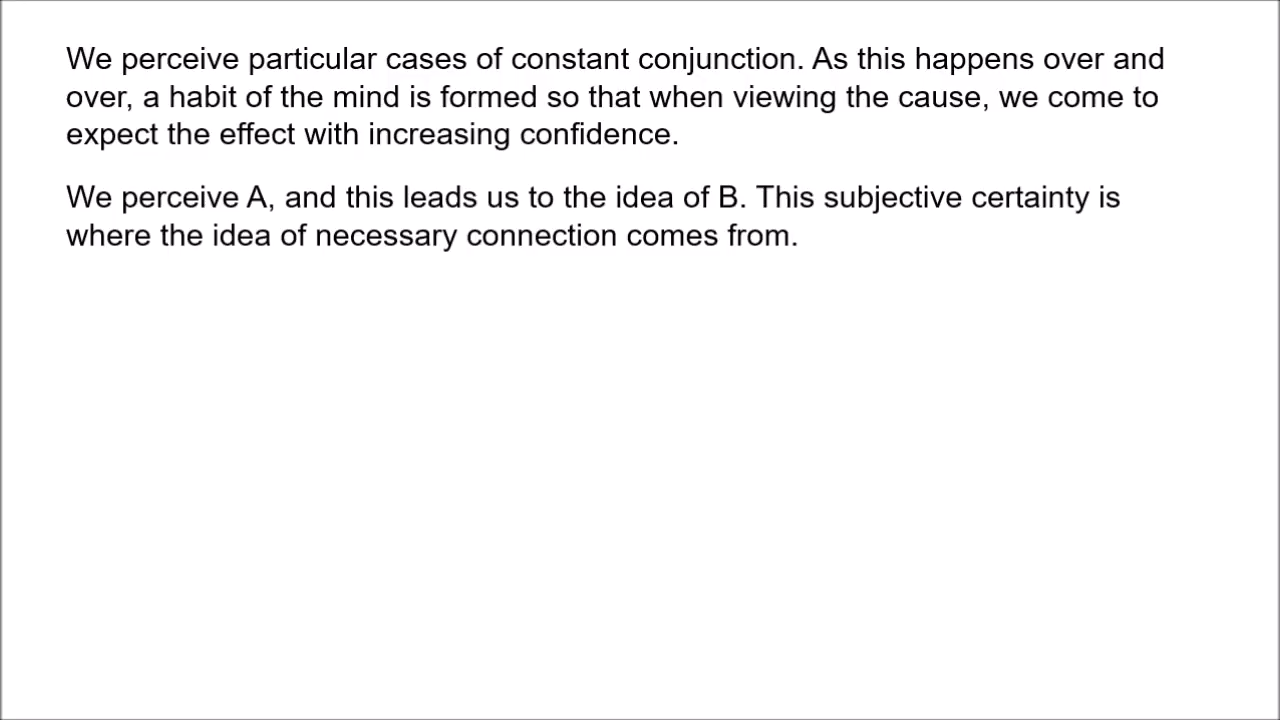 We perceive particular cases of constant conjunction. As this happens over and
over, a habit of the mind is formed so that when viewing the cause, we come to
expect the effect with increasing confidence.
We perceive A, and this leads us to the idea of B. This subjective certainty is
where the idea of necessary connection comes from.